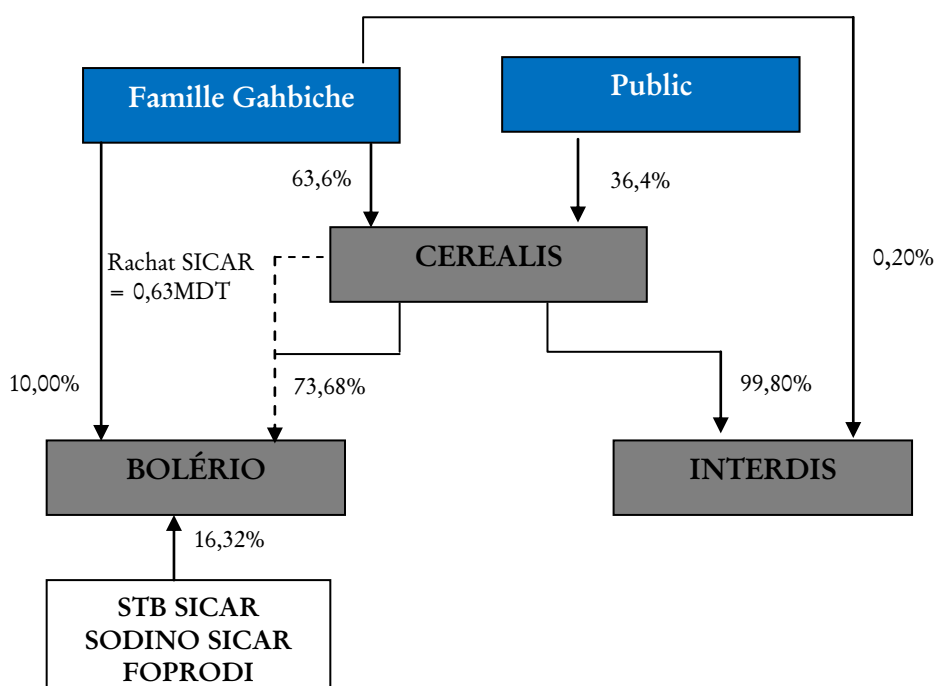 Famille Gahbiche
Public
63,6%
36,4%
CEREALIS
0,20%
Rachat SICAR
= 0,63MDT
10,00%
73,68%
99,80%
BOLÉRIO
INTERDIS
16,32%
STB SICAR
SODINO SICAR
FOPRODI